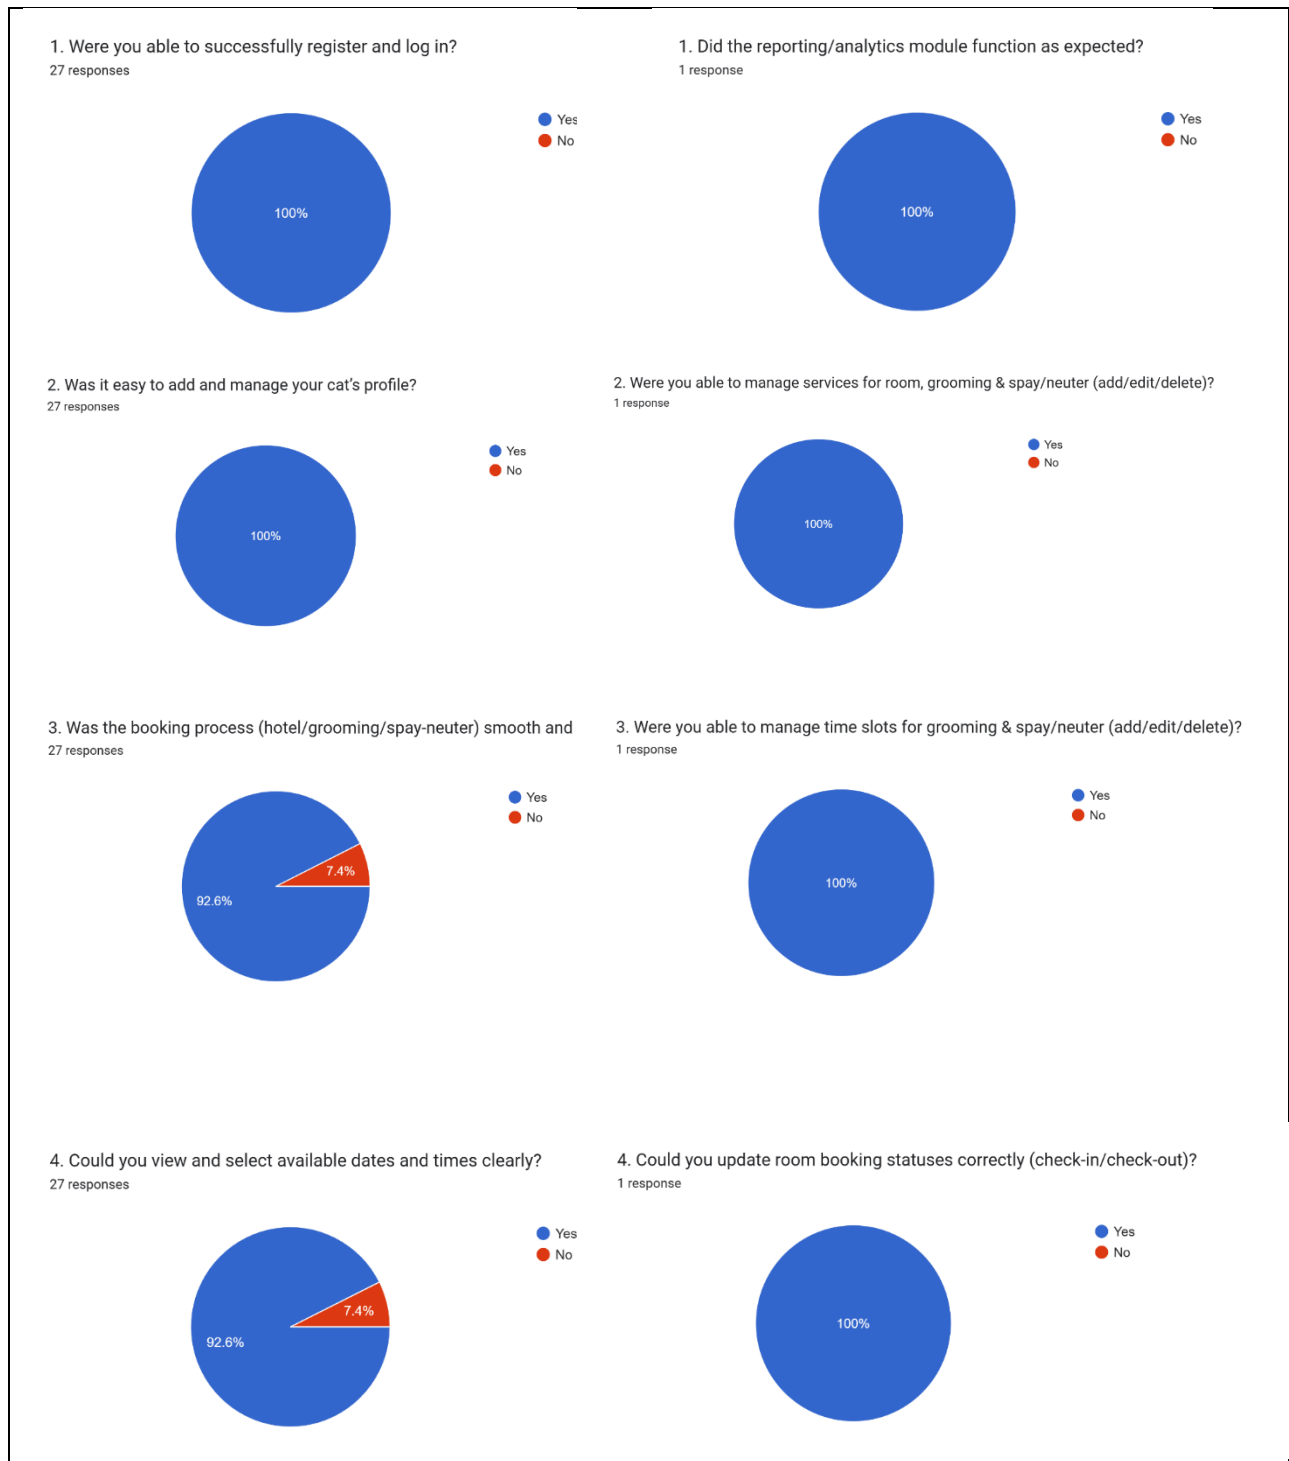 1. Were you able to successfully register and log in?
27 responses
Yes
No
100%
1. Did the reporting/analytics module function as expected?
1 response
Yes
No
100%
2. Was it easy to add and manage your cat's profile?
27 responses
Yes
No
100%
2. Were you able to manage services for room, grooming & spay/neuter (add/edit/delete)?
1 response
Yes
No
100%
3. Was the booking process (hotel/grooming/spay-neuter) smooth and
27 responses
Yes
No
7.4%
92.6%
3. Were you able to manage time slots for grooming & spay/neuter (add/edit/delete)?
1 response
Yes
No
100%
4. Could you view and select available dates and times clearly?
27 responses
Yes
No
7.4%
92.6%
4. Could you update room booking statuses correctly (check-in/check-out)?
1 response
Yes
No
100%